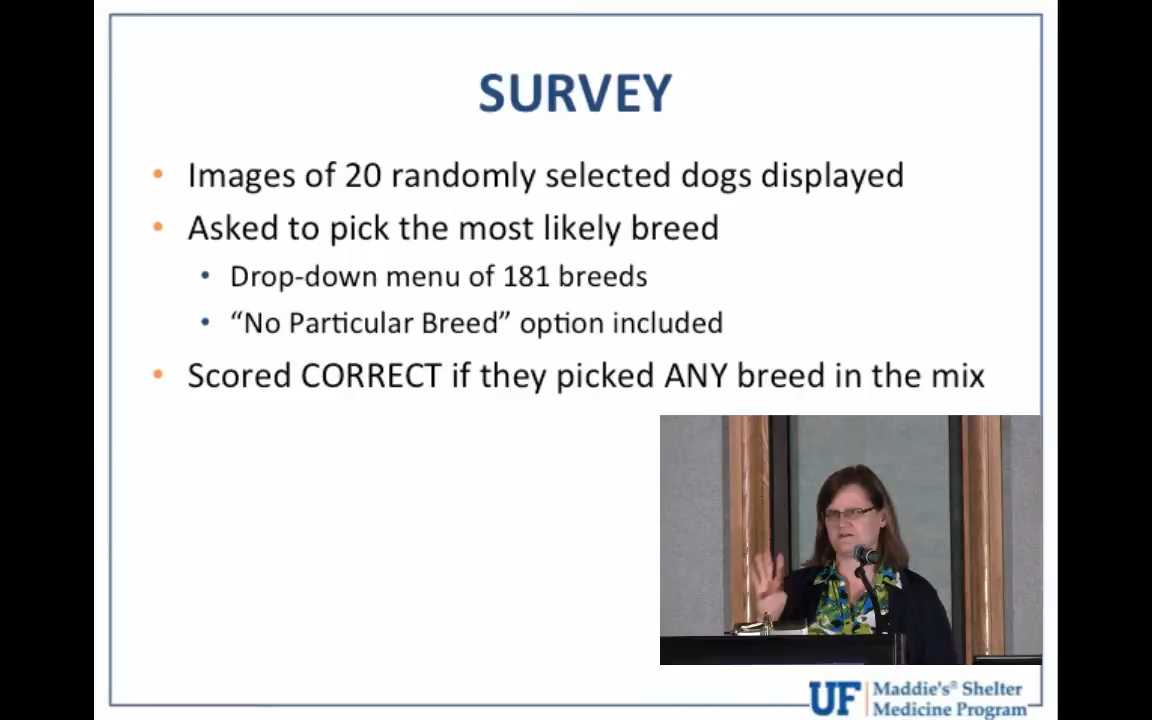 SURVEY
• Images of 20 randomly selected dogs displayed
• Asked to pick the most likely breed
• Drop-down menu of 181 breeds
• “No Particular Breed” option included
• Scored CORRECT if they picked ANY breed in the mix
UF Maddie's® Shelter
Medicine Program